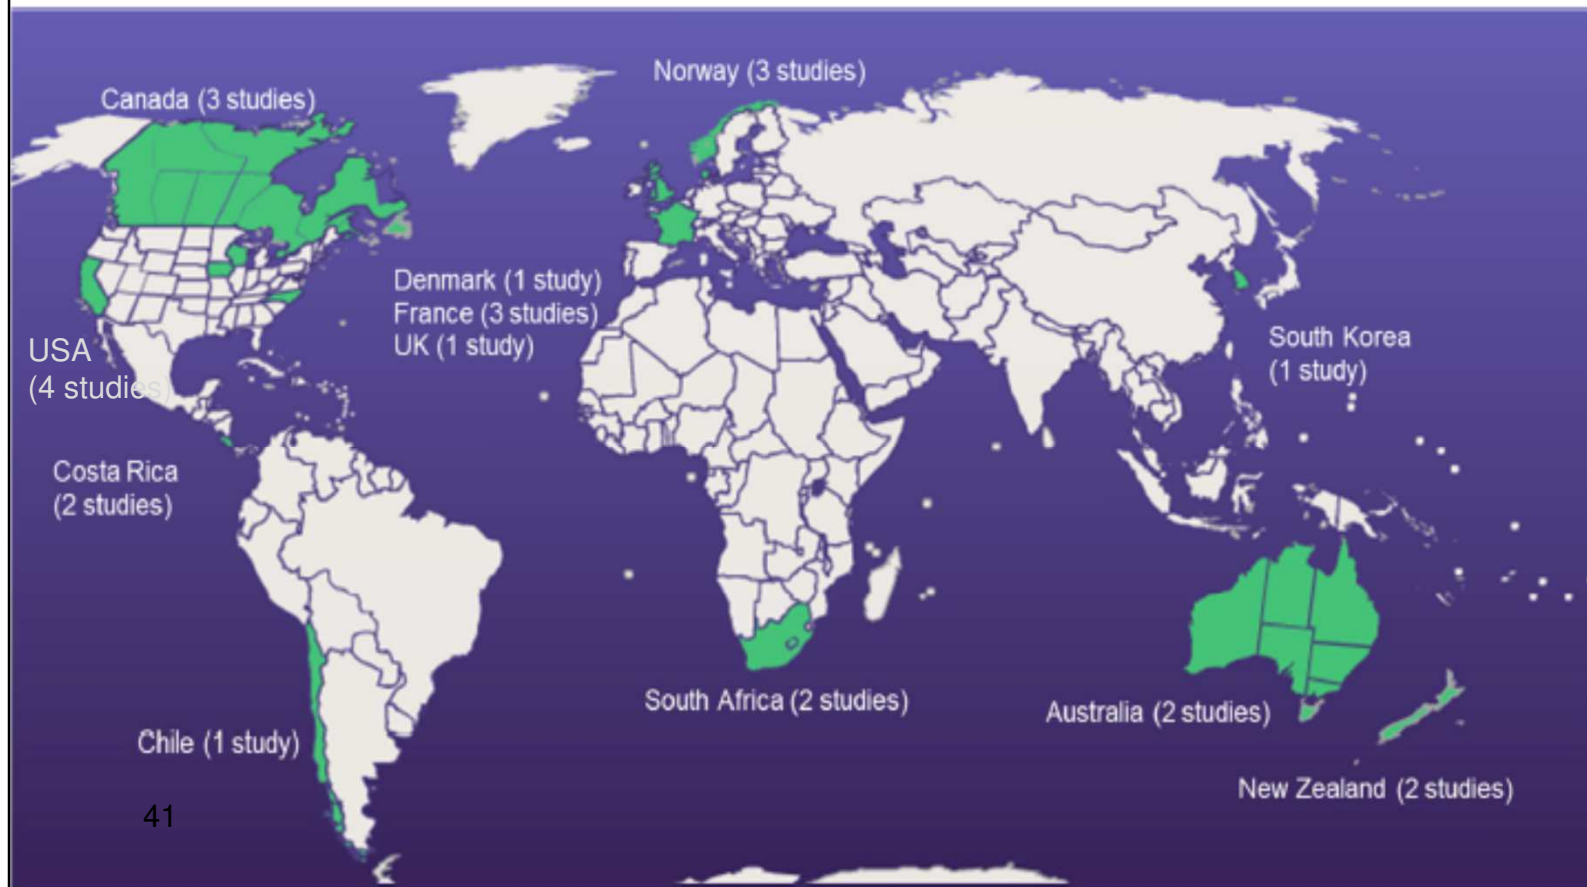 Norway (3 studies)
Canada (3 studies)
Denmark (1 study)
France (3 studies)
UK (1 study)
South Korea
(1 study)
USA
(4 studies)
Costa Rica
(2 studies)
South Africa (2 studies)
Australia (2 studies)
Chile (1 study)
New Zealand (2 studies)
41